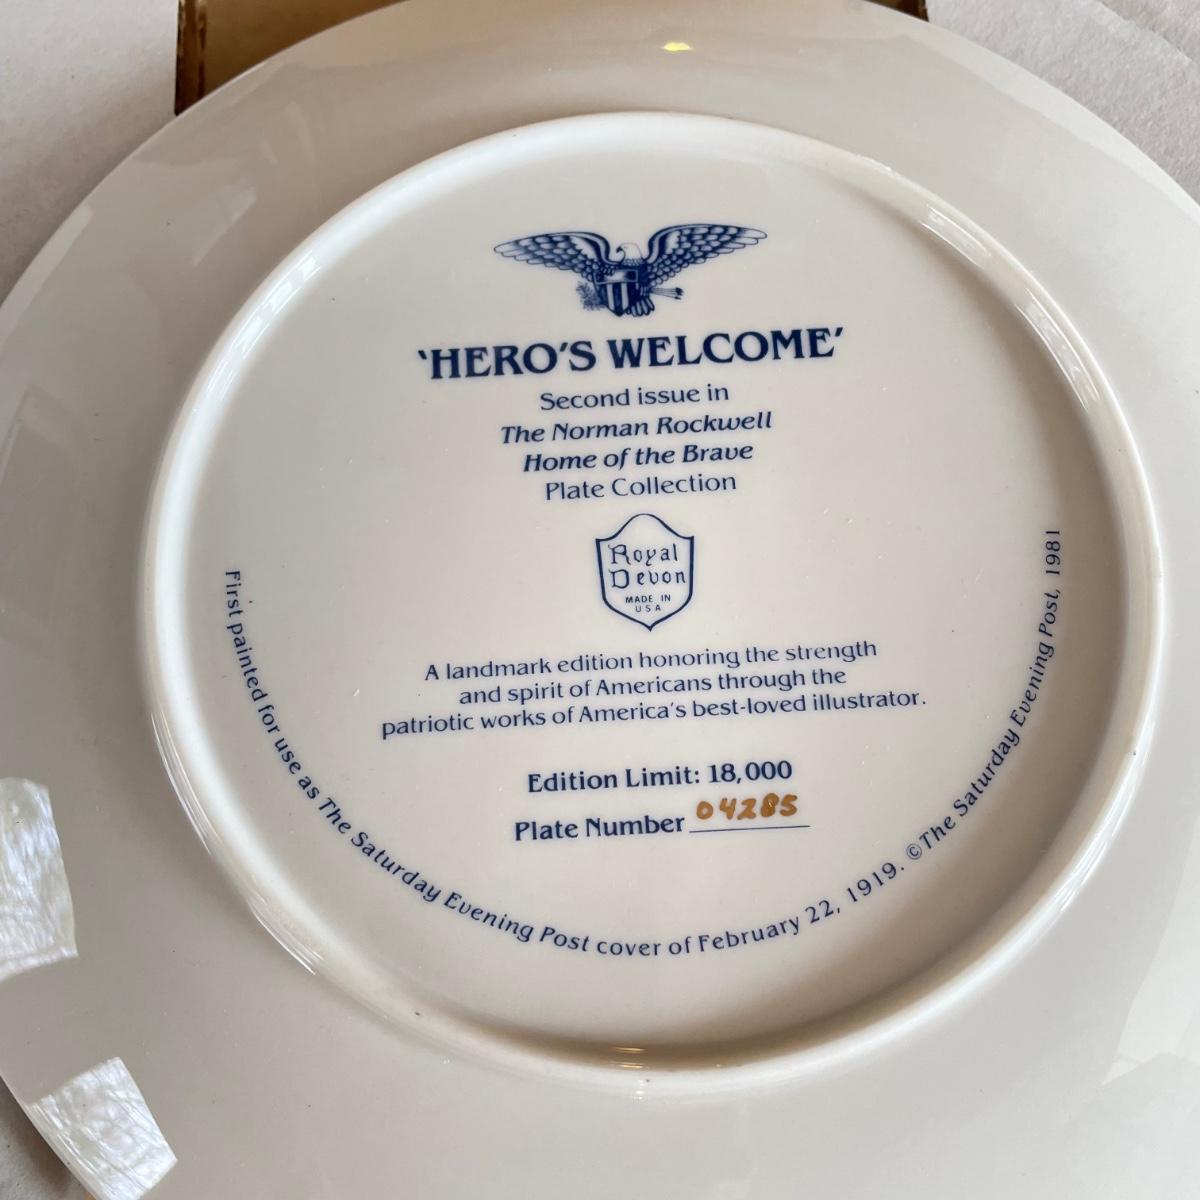 'HERO'S WELCOME'
Second issue in
The Norman Rockwell
Home of the Brave
Plate Collection
Royal
Devon
MADE IN
USA
A landmark edition honoring the strength
and spirit of Americans through the
patriotic works of America's best-loved illustrator.
Edition Limit: 18,000
Plate Number 04285
First painted for use as The Saturday Evening Post cover of February 22, 1919. ©The Saturday Evening Post, 1981